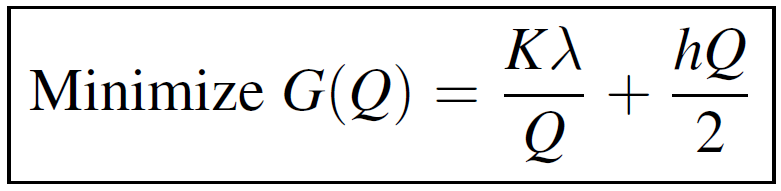 Minimize G(Q) = Kλ/Q + hQ/2